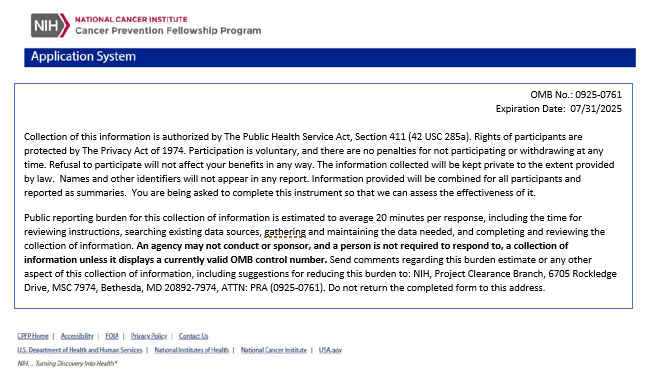 NIH NATIONAL CANCER INSTITUTE
Cancer Prevention Fellowship Program
Application System
OMB No.: 0925-0761
Expiration Date: 07/31/2025
Collection of this information is authorized by The Public Health Service Act, Section 411 (42 USC 285a). Rights of participants are
protected by The Privacy Act of 1974. Participation is voluntary, and there are no penalties for not participating or withdrawing at any
time. Refusal to participate will not affect your benefits in any way. The information collected will be kept private to the extent provided
by law. Names and other identifiers will not appear in any report. Information provided will be combined for all participants and
reported as summaries. You are being asked to complete this instrument so that we can assess the effectiveness of it.
Public reporting burden for this collection of information is estimated to average 20 minutes per response, including the time for
reviewing instructions, searching existing data sources, gathering and maintaining the data needed, and completing and reviewing the
collection of information. An agency may not conduct or sponsor, and a person is not required to respond to, a collection of
information unless it displays a currently valid OMB control number. Send comments regarding this burden estimate or any other
aspect of this collection of information, including suggestions for reducing this burden to: NIH, Project Clearance Branch, 6705 Rockledge
Drive, MSC 7974, Bethesda, MD 20892-7974, ATTN: PRA (0925-0761). Do not return the completed form to this address.
CPFP Home | Accessibility | FOIA | Privacy Policy | Contact Us
U.S. Department of Health and Human Services | National Institutes of Health | National Cancer Institute | USA.gov
NIH... Turning Discovery Into Health®